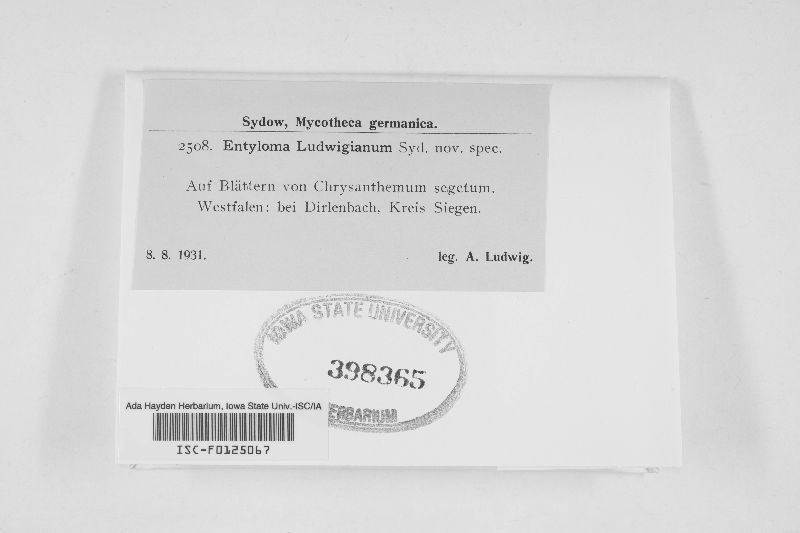 Sydow, Mycotheca germanica.
2508. Entyloma Ludwigianum Syd. nov. spec.
Auf Blättern von Chrysanthemum segetum.
Westfalen: bei Dirlenbach, Kreis Siegen.
8. 8. 1931. leg. A. Ludwig.
IOWA STATE UNIVERSITY
398365
HERBARIUM
Ada Hayden Herbarium, Iowa State Univ.-ISC/IA
ISC-F0125067